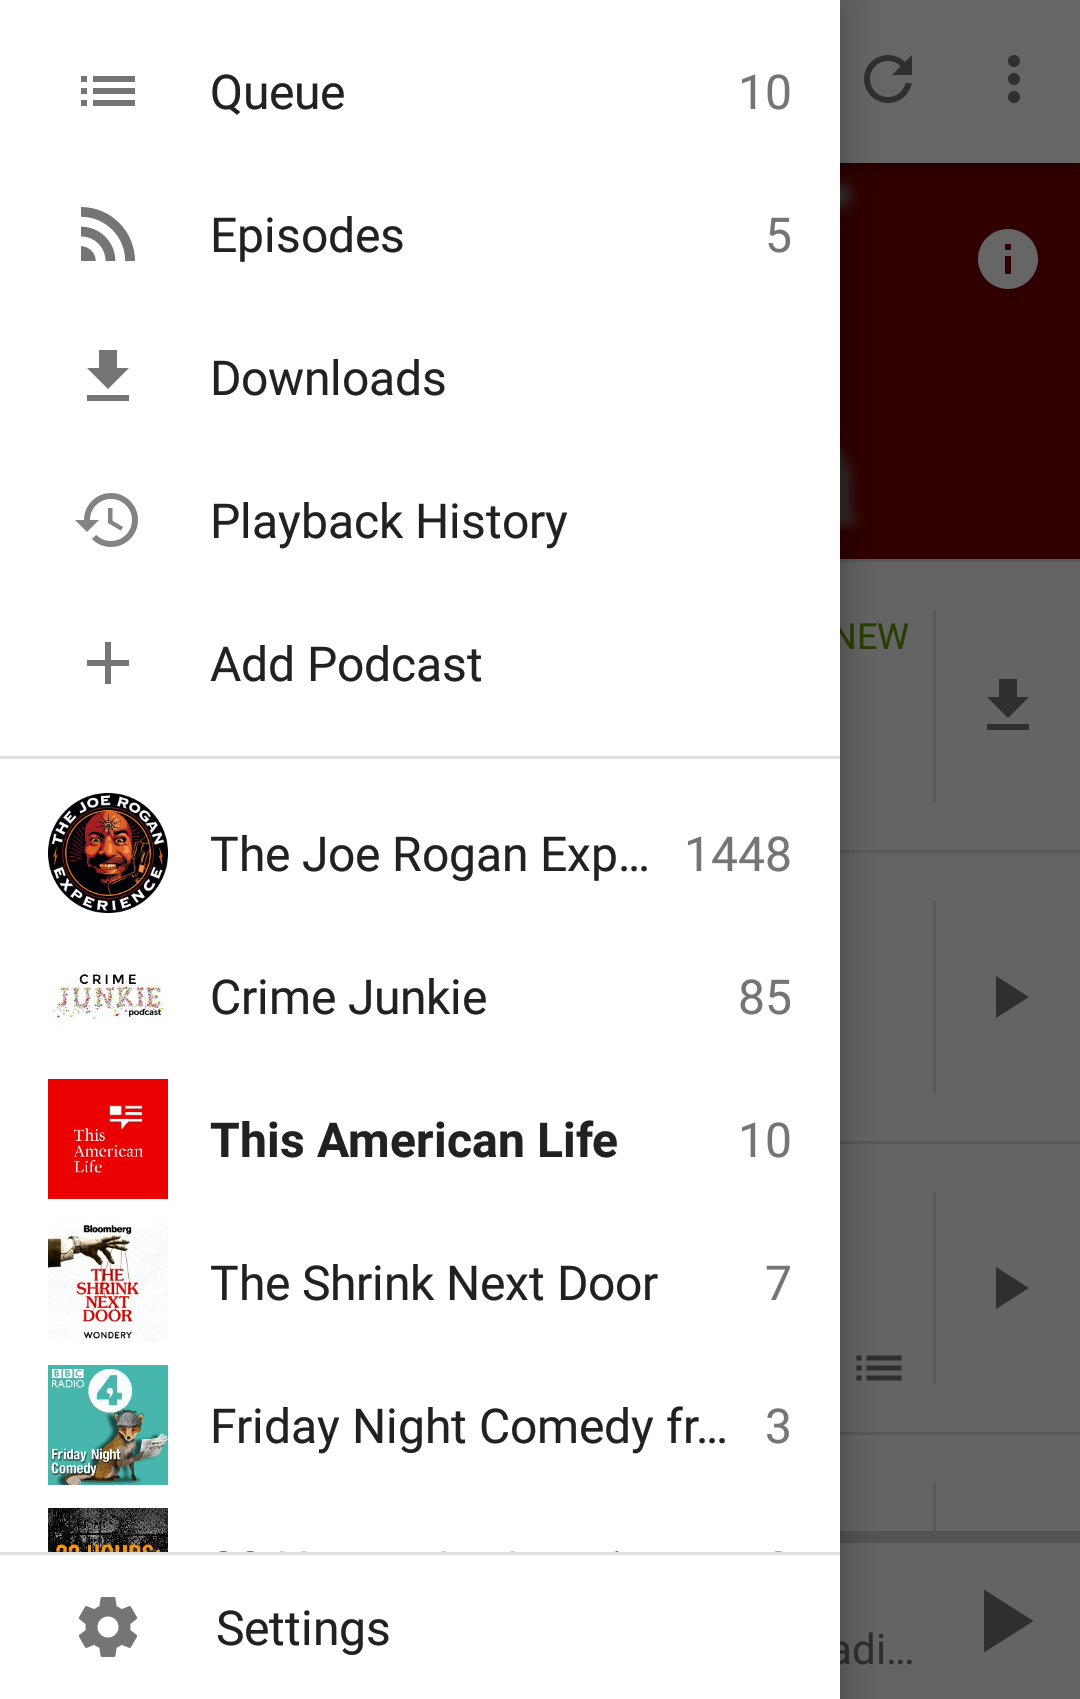 Queue 10
Episodes 5
Downloads
Playback History
Add Podcast
NEW
THE JOE ROGAN EXPERIENCE
The Joe Rogan Exp... 1448
CRIME
JUNKIE
podcast
Crime Junkie 85
This
American
Life
This American Life 10
Bloomberg
THE
SHRINK
NEXT
DOOR
WONDERY
The Shrink Next Door 7
BBC
RADIO
4
Friday Night
Comedy
Friday Night Comedy fr... 3
Settings
adi...